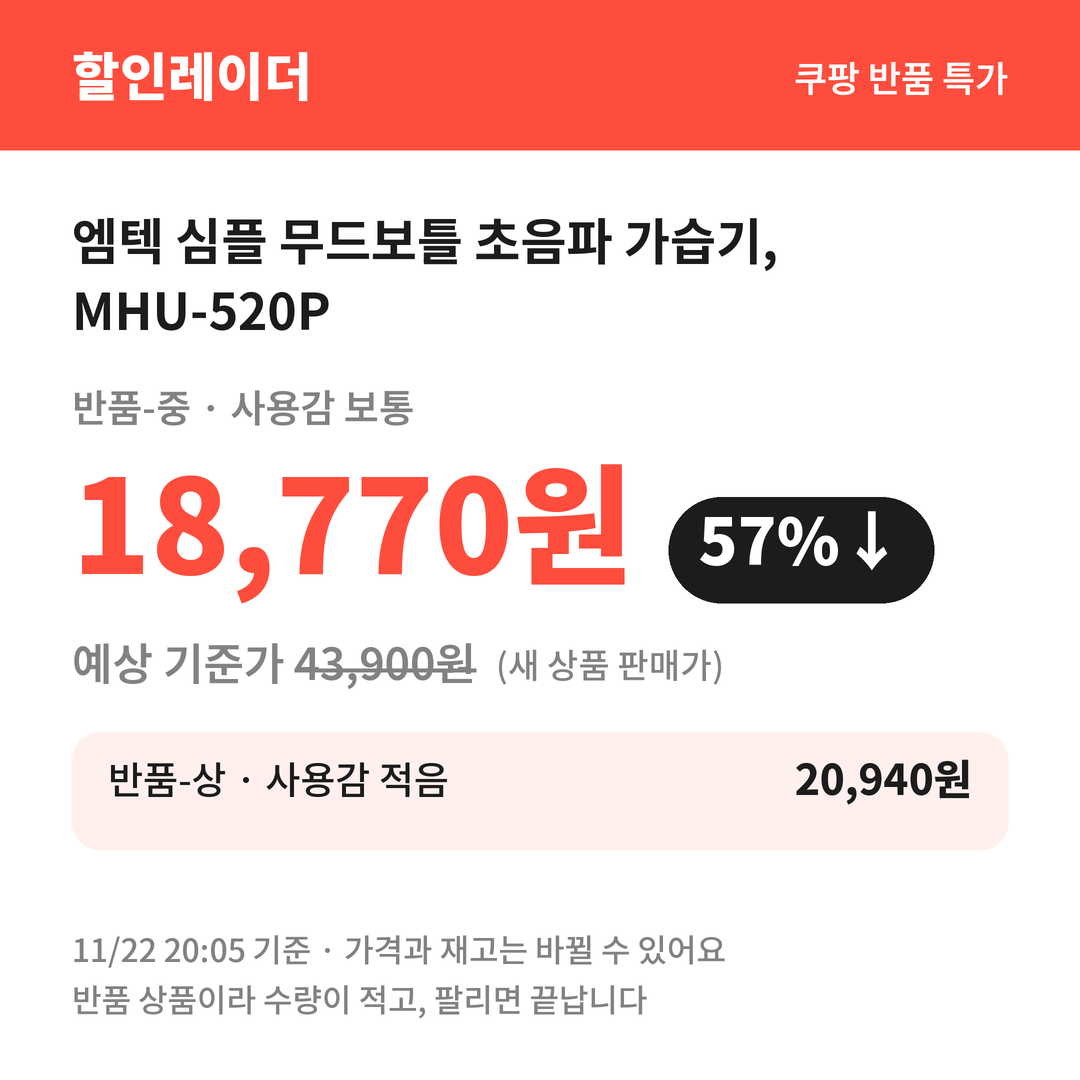 할인레이더
쿠팡 반품 특가
엠텍 심플 무드보틀 초음파 가습기,
MHU-520P
반품-중 · 사용감 보통
18,770원 57%↓
예상 기준가 43,900원 (새 상품 판매가)
반품-상 · 사용감 적음 20,940원
11/22 20:05 기준 · 가격과 재고는 바뀔 수 있어요
반품 상품이라 수량이 적고, 팔리면 끝납니다